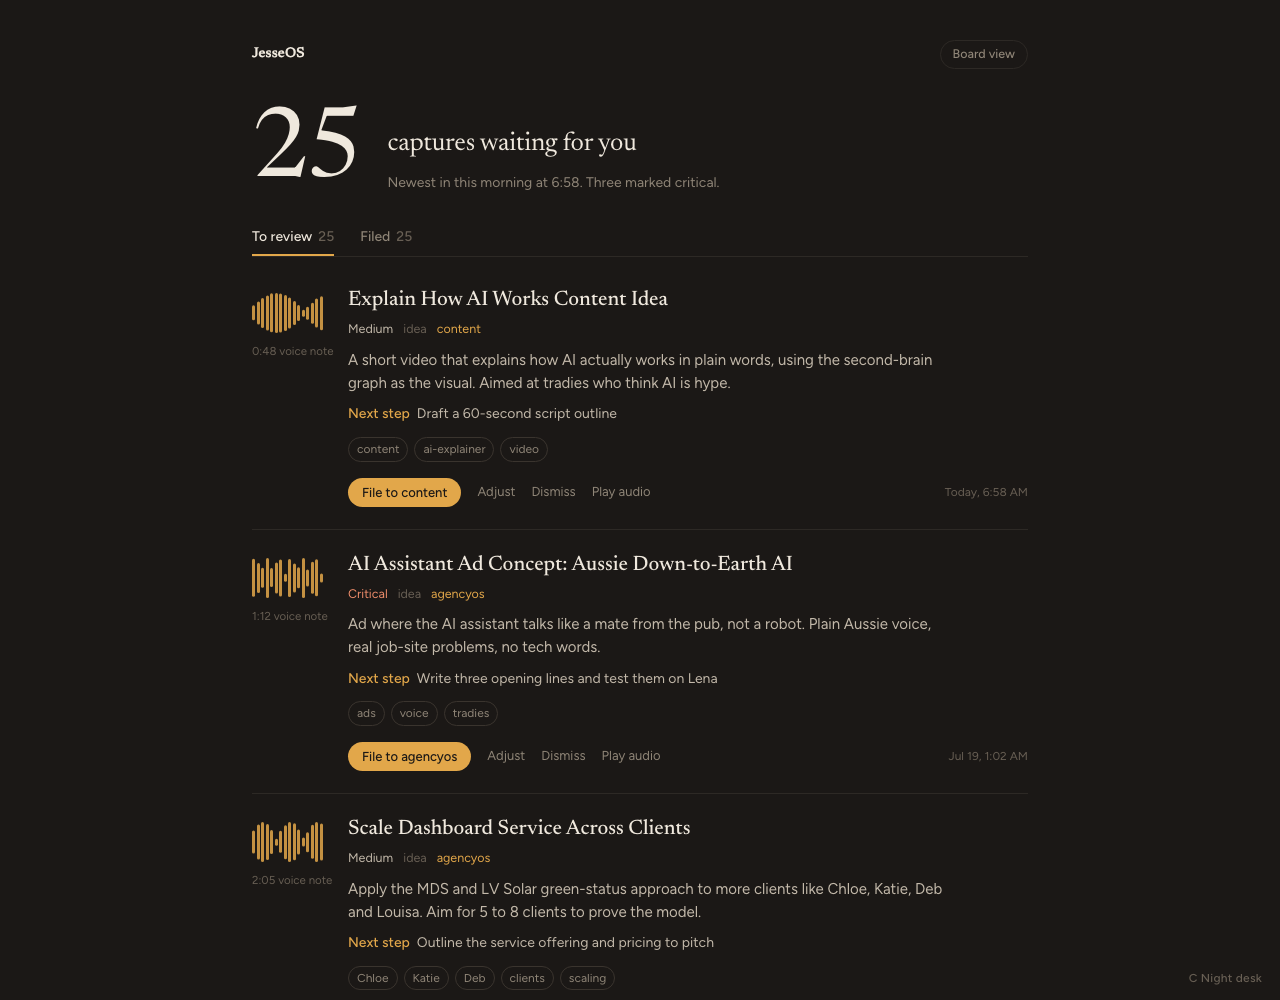 JesseOS
Board view
25
captures waiting for you
Newest in this morning at 6:58. Three marked critical.
To review 25 Filed 25
Explain How AI Works Content Idea
Medium idea content
0:48 voice note
A short video that explains how AI actually works in plain words, using the second-brain
graph as the visual. Aimed at tradies who think AI is hype.
Next step Draft a 60-second script outline
content ai-explainer video
File to content Adjust Dismiss Play audio Today, 6:58 AM
AI Assistant Ad Concept: Aussie Down-to-Earth AI
Critical idea agencyos
1:12 voice note
Ad where the AI assistant talks like a mate from the pub, not a robot. Plain Aussie voice,
real job-site problems, no tech words.
Next step Write three opening lines and test them on Lena
ads voice tradies
File to agencyos Adjust Dismiss Play audio Jul 19, 1:02 AM
Scale Dashboard Service Across Clients
Medium idea agencyos
2:05 voice note
Apply the MDS and LV Solar green-status approach to more clients like Chloe, Katie, Deb
and Louisa. Aim for 5 to 8 clients to prove the model.
Next step Outline the service offering and pricing to pitch
Chloe Katie Deb clients scaling
C Night desk